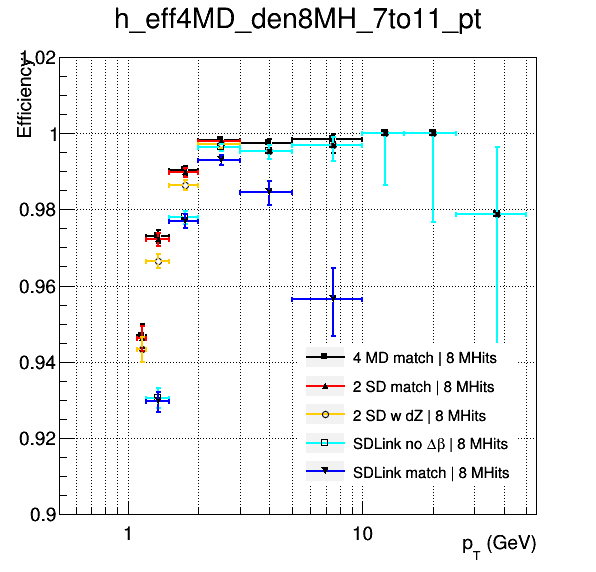 h_eff4MD_den8MH_7to11_pt
Efficiency
1.02
1
0.98
0.96
0.94
0.92
0.9
4 MD match | 8 MHits
2 SD match | 8 MHits
2 SD w dZ | 8 MHits
SDLink no Δβ | 8 MHits
SDLink match | 8 MHits
1
10
p_T (GeV)